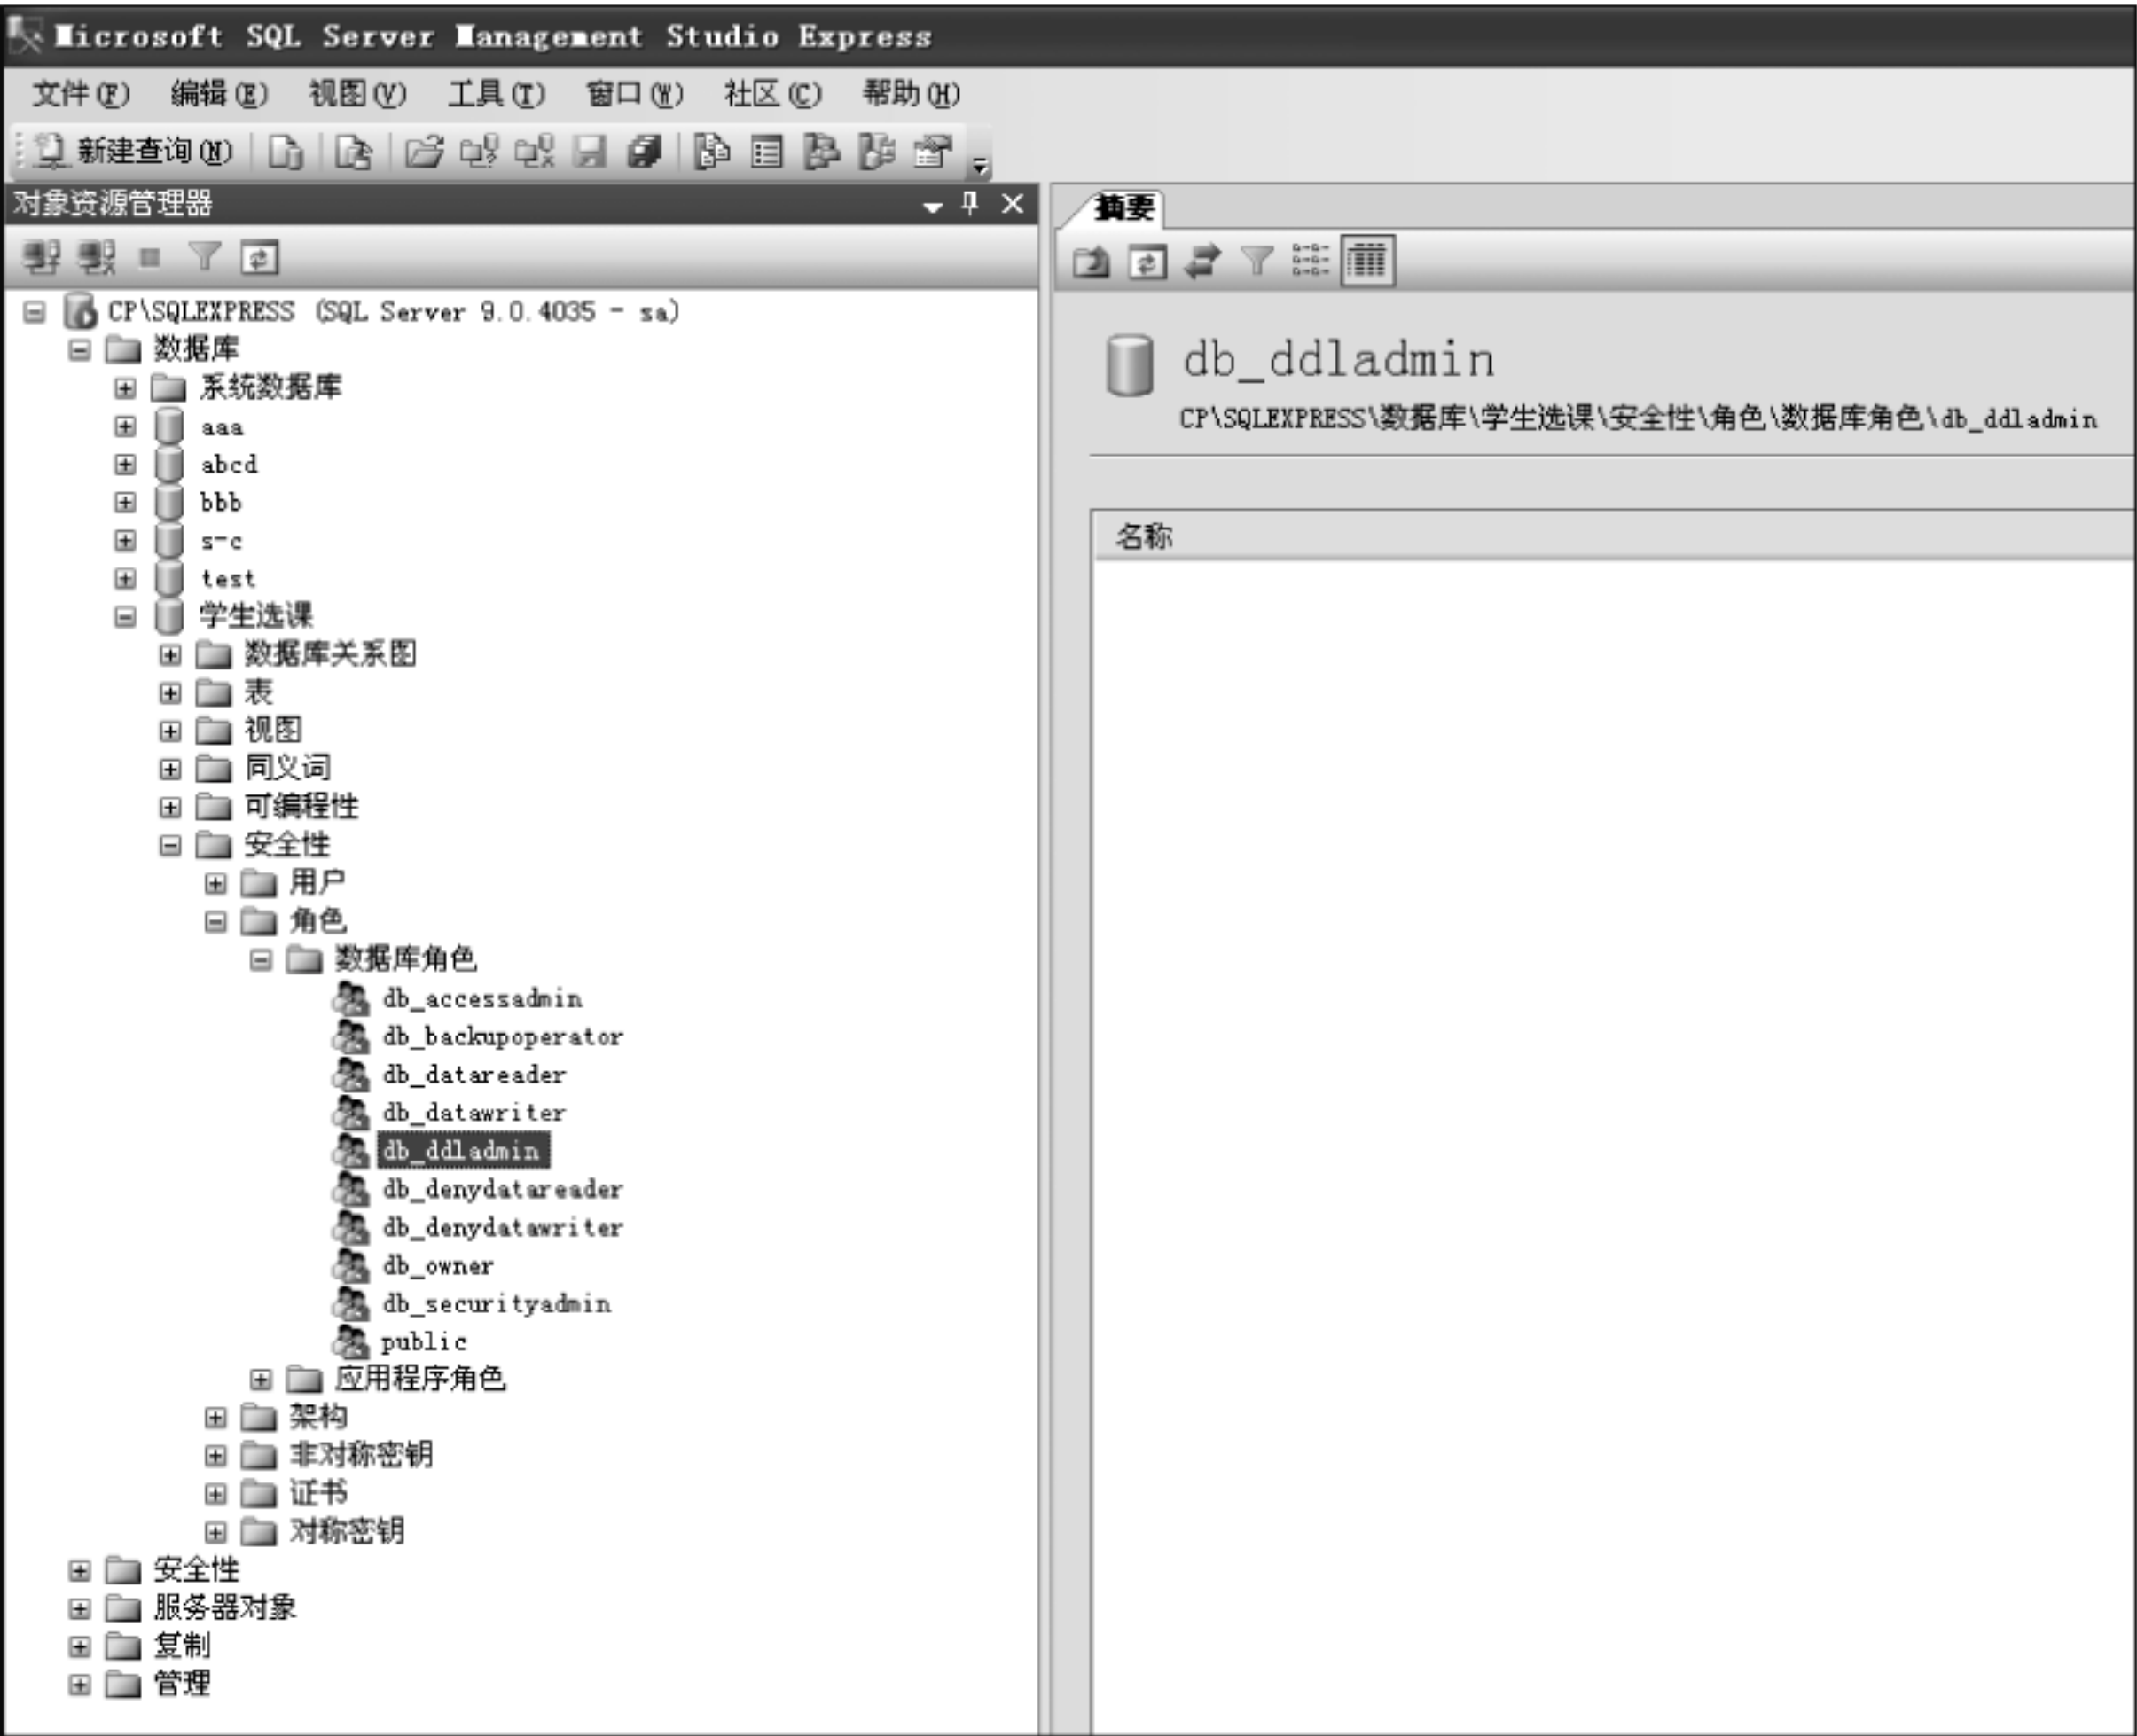 Microsoft SQL Server Management Studio Express
文件(F) 编辑(E) 视图(V) 工具(T) 窗口(W) 社区(C) 帮助(H)
新建查询(N)
对象资源管理器
CP\SQLEXPRESS (SQL Server 9.0.4035 - sa)
数据库
系统数据库
aaa
abcd
bbb
s-c
test
学生选课
数据库关系图
表
视图
同义词
可编程性
安全性
用户
角色
数据库角色
db_accessadmin
db_backupoperator
db_datareader
db_datawriter
db_ddladmin
db_denydatareader
db_denydatawriter
db_owner
db_securityadmin
public
应用程序角色
架构
非对称密钥
证书
对称密钥
安全性
服务器对象
复制
管理
摘要
db_ddladmin
CP\SQLEXPRESS\数据库\学生选课\安全性\角色\数据库角色\db_ddladmin
名称